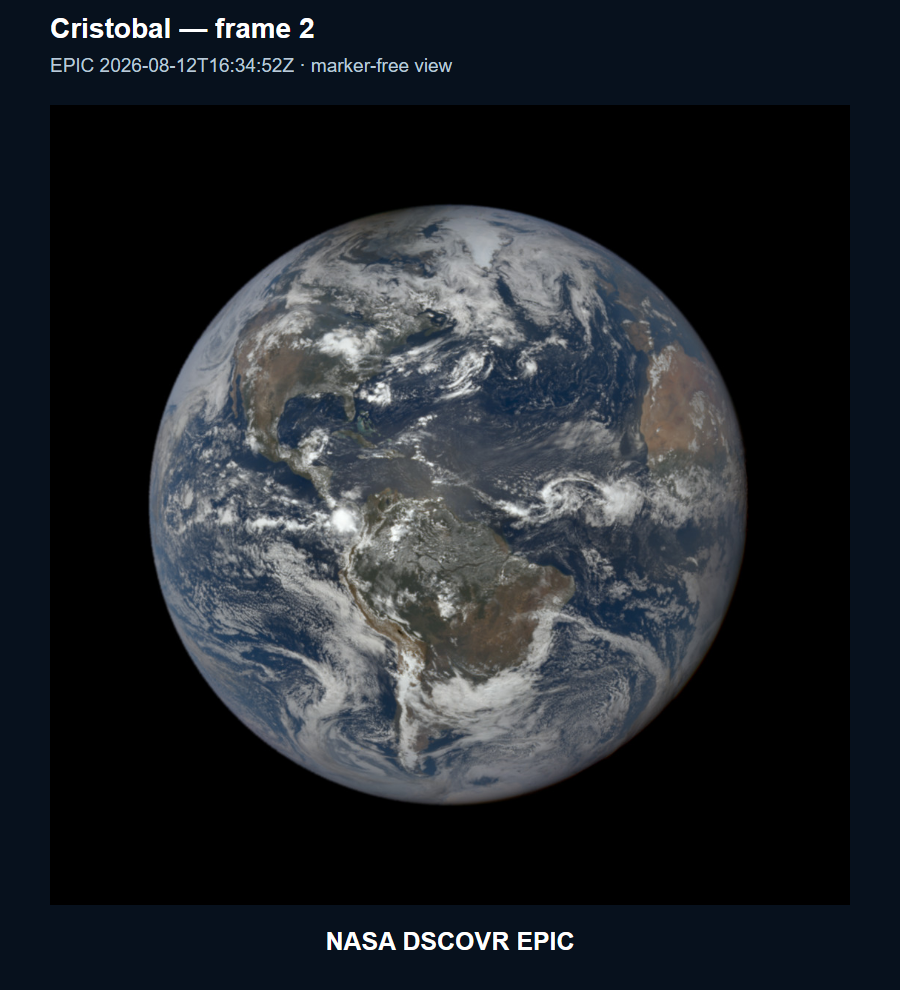 Cristobal — frame 2
EPIC 2026-08-12T16:34:52Z · marker-free view
NASA DSCOVR EPIC